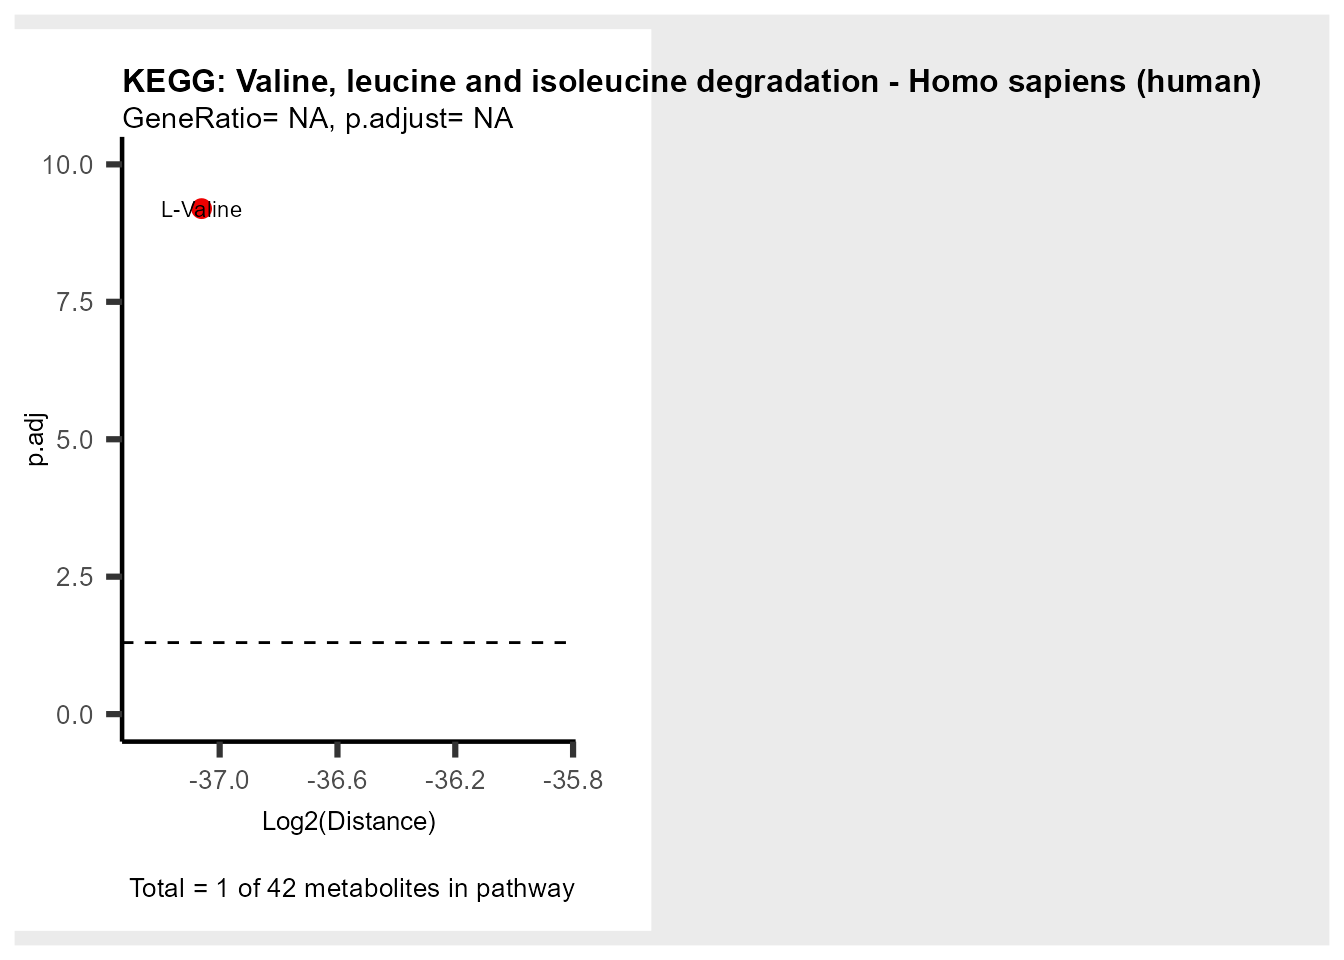 KEGG: Valine, leucine and isoleucine degradation - Homo sapiens (human)
GeneRatio= NA, p.adjust= NA
10.0
L-Valine
7.5
5.0
p.adj
2.5
0.0
-37.0 -36.6 -36.2 -35.8
Log2(Distance)
Total = 1 of 42 metabolites in pathway